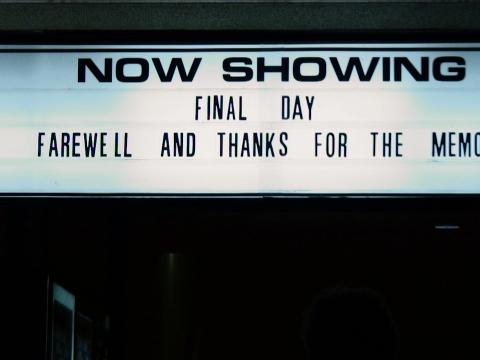 NOW SHOWING
FINAL DAY
FAREWELL AND THANKS FOR THE MEMO